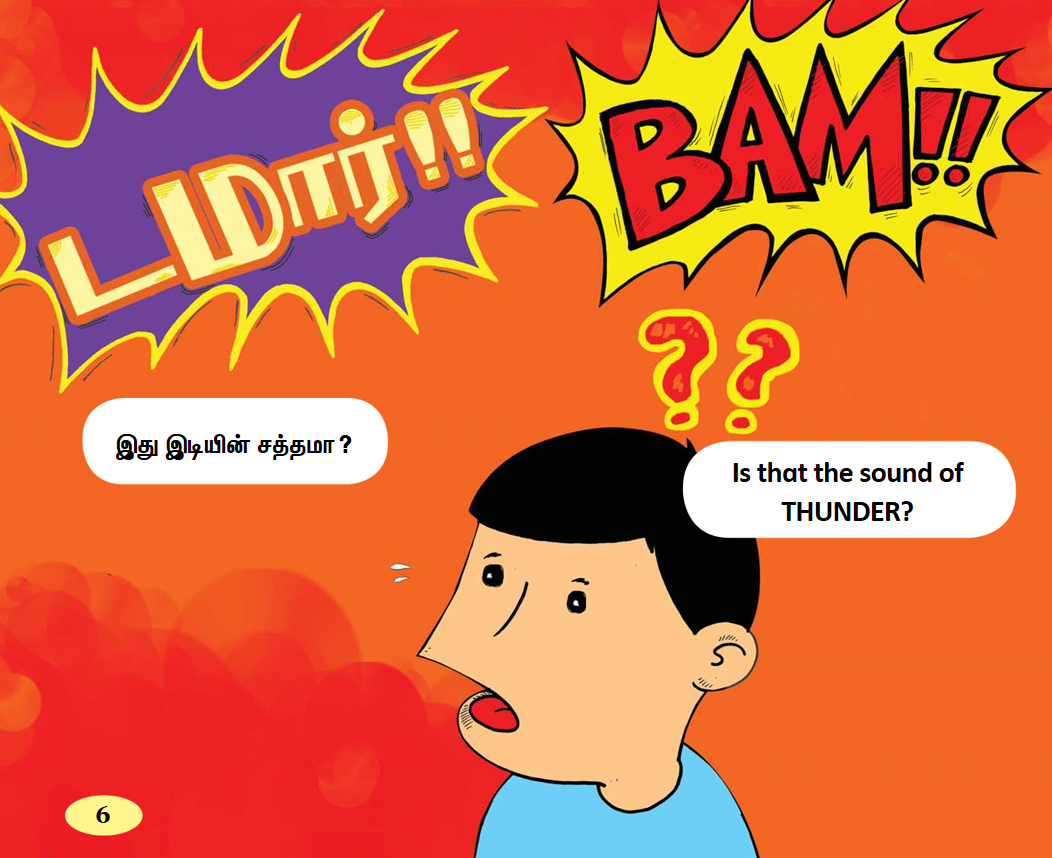 டமார்!!
BAM!!
??
இது இடியின் சத்தமா ?
Is that the sound of
THUNDER?
6